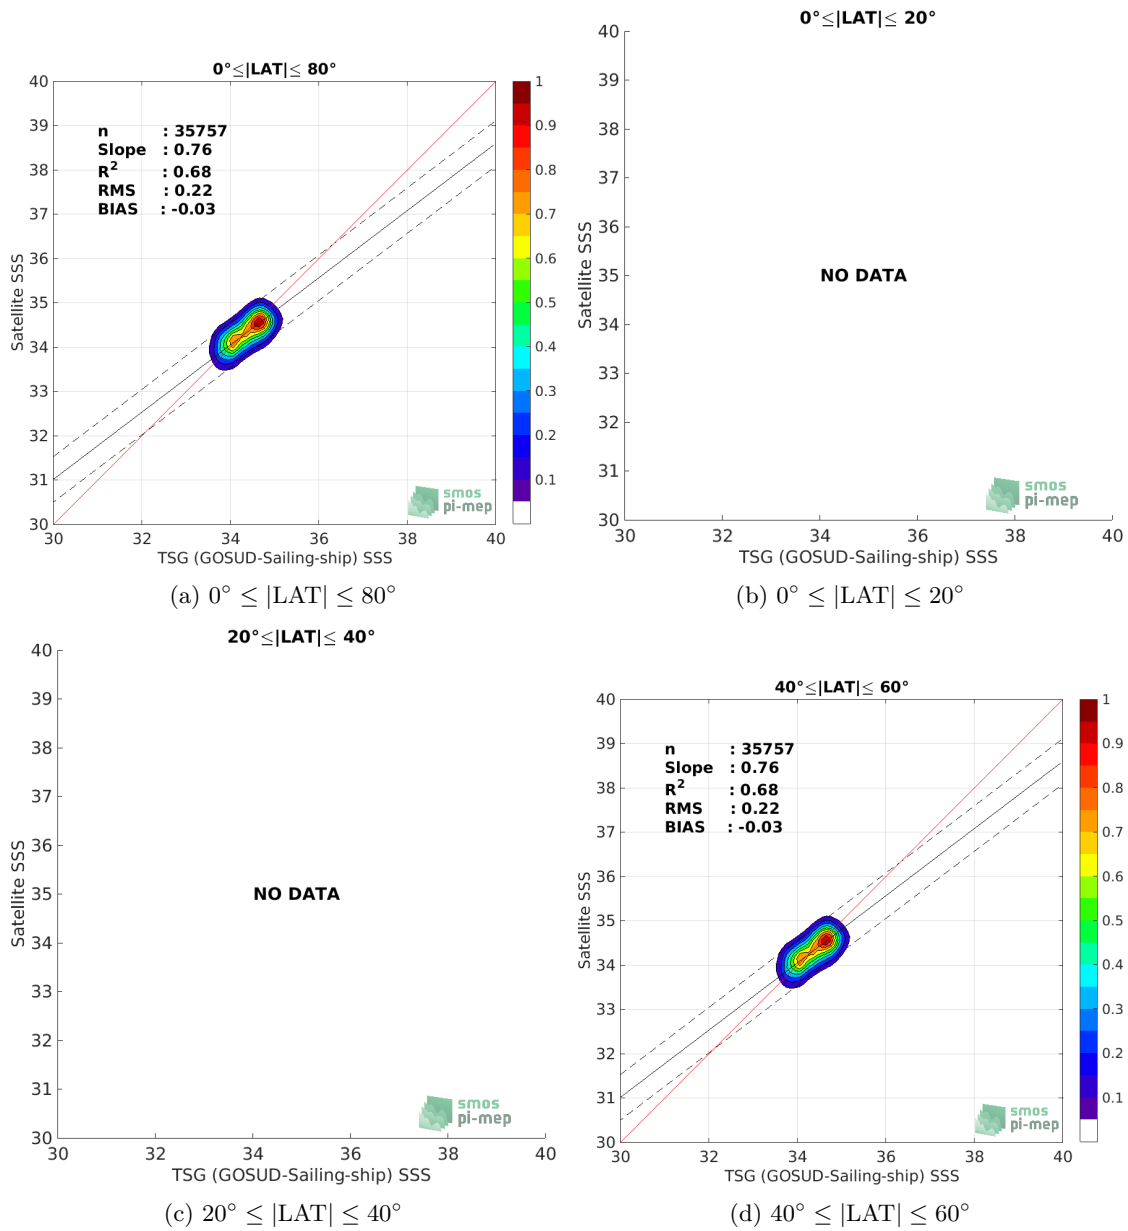 0°≤|LAT|≤ 80°
40
39
38
37
36
35
34
33
32
31
30
Satellite SSS
n : 35757
Slope : 0.76
R² : 0.68
RMS : 0.22
BIAS : -0.03
smos
pi-mep
30 32 34 36 38 40
TSG (GOSUD-Sailing-ship) SSS
1
0.9
0.8
0.7
0.6
0.5
0.4
0.3
0.2
0.1
(a) 0° ≤ |LAT| ≤ 80°
0°≤|LAT|≤ 20°
40
39
38
37
36
35
34
33
32
31
30
Satellite SSS
NO DATA
smos
pi-mep
30 32 34 36 38 40
TSG (GOSUD-Sailing-ship) SSS
(b) 0° ≤ |LAT| ≤ 20°
20°≤|LAT|≤ 40°
40
39
38
37
36
35
34
33
32
31
30
Satellite SSS
NO DATA
smos
pi-mep
30 32 34 36 38 40
TSG (GOSUD-Sailing-ship) SSS
(c) 20° ≤ |LAT| ≤ 40°
40°≤|LAT|≤ 60°
40
39
38
37
36
35
34
33
32
31
30
Satellite SSS
n : 35757
Slope : 0.76
R² : 0.68
RMS : 0.22
BIAS : -0.03
smos
pi-mep
30 32 34 36 38 40
TSG (GOSUD-Sailing-ship) SSS
1
0.9
0.8
0.7
0.6
0.5
0.4
0.3
0.2
0.1
(d) 40° ≤ |LAT| ≤ 60°